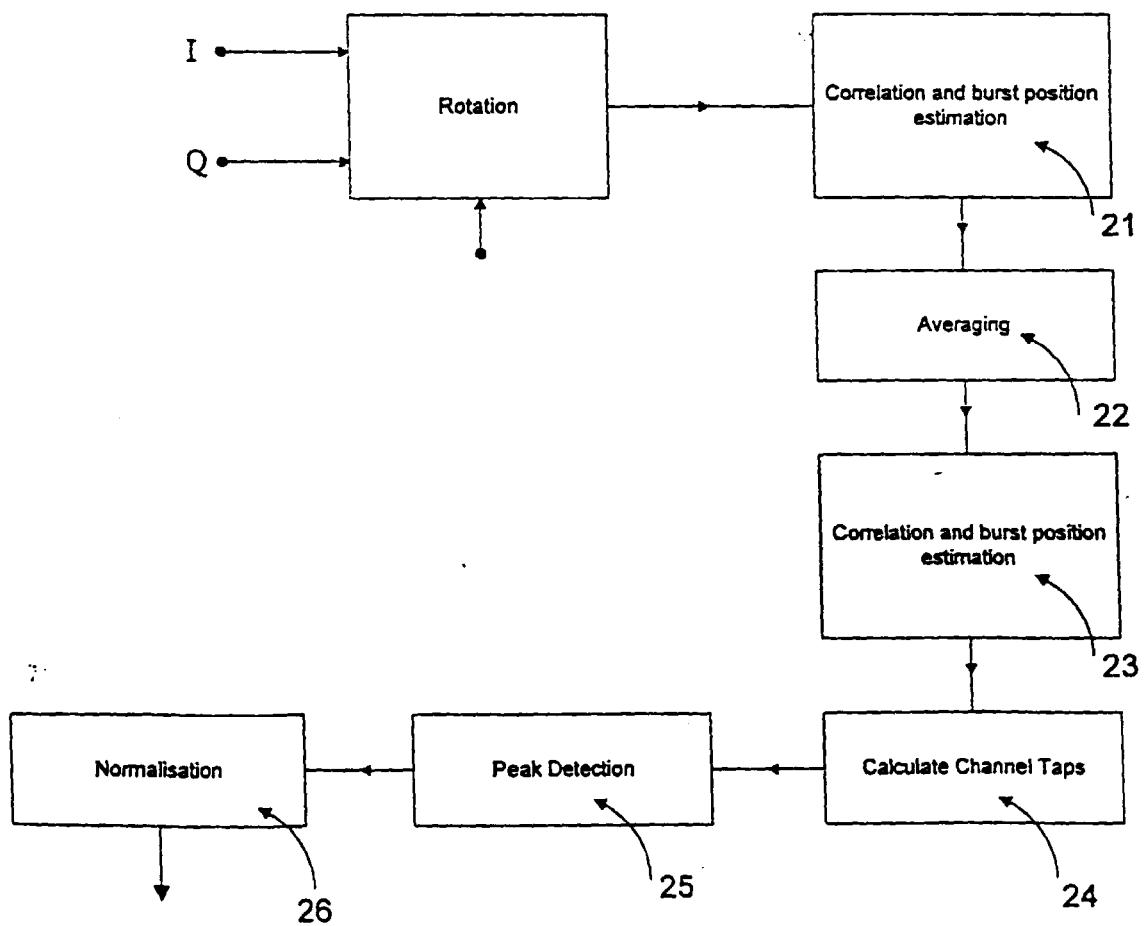 I
Q
Rotation
Correlation and burst position
estimation
21
Averaging
22
Correlation and burst position
estimation
23
Normalisation
Peak Detection
Calculate Channel Taps
26
25
24